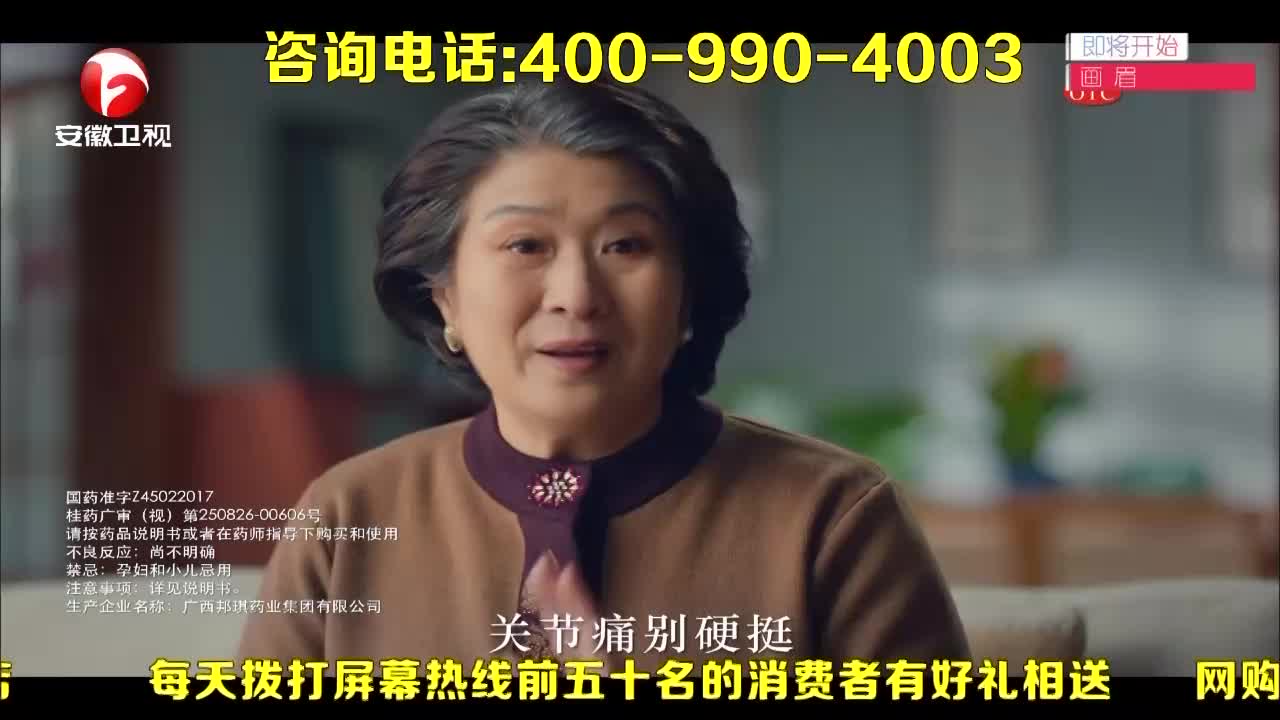 咨询电话:400-990-4003
即将开始
画眉
OTC
安徽卫视
国药准字Z45022017
桂药广审（视）第250826-00606号
请按药品说明书或者在药师指导下购买和使用
不良反应：尚不明确
禁忌：孕妇和小儿忌用
注意事项：详见说明书。
生产企业名称：广西邦琪药业集团有限公司
关节痛别硬挺
每天拨打屏幕热线前五十名的消费者有好礼相送 网购